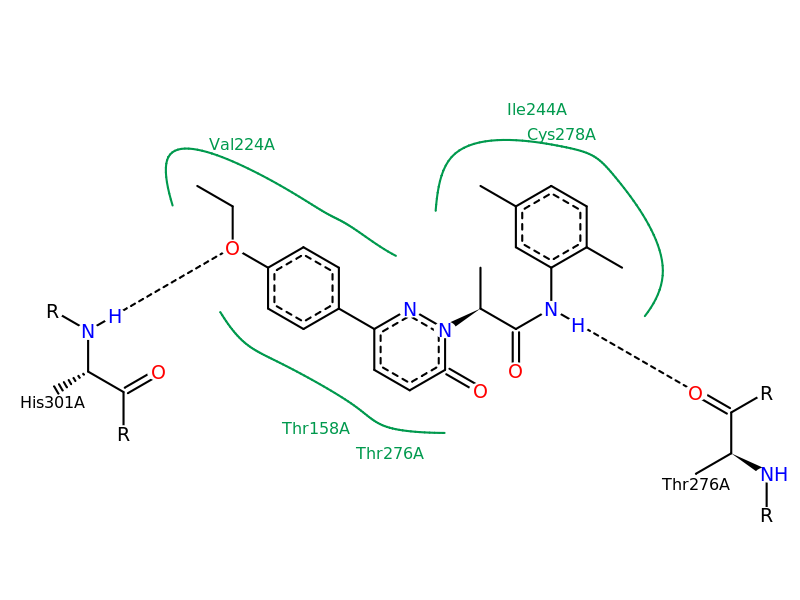 Ile244A
Cys278A
Val224A
O
R
H
N
N
N
N
H
O
His301A
O
O
O
R
Thr158A
Thr276A
O
R
Thr276A
NH
R